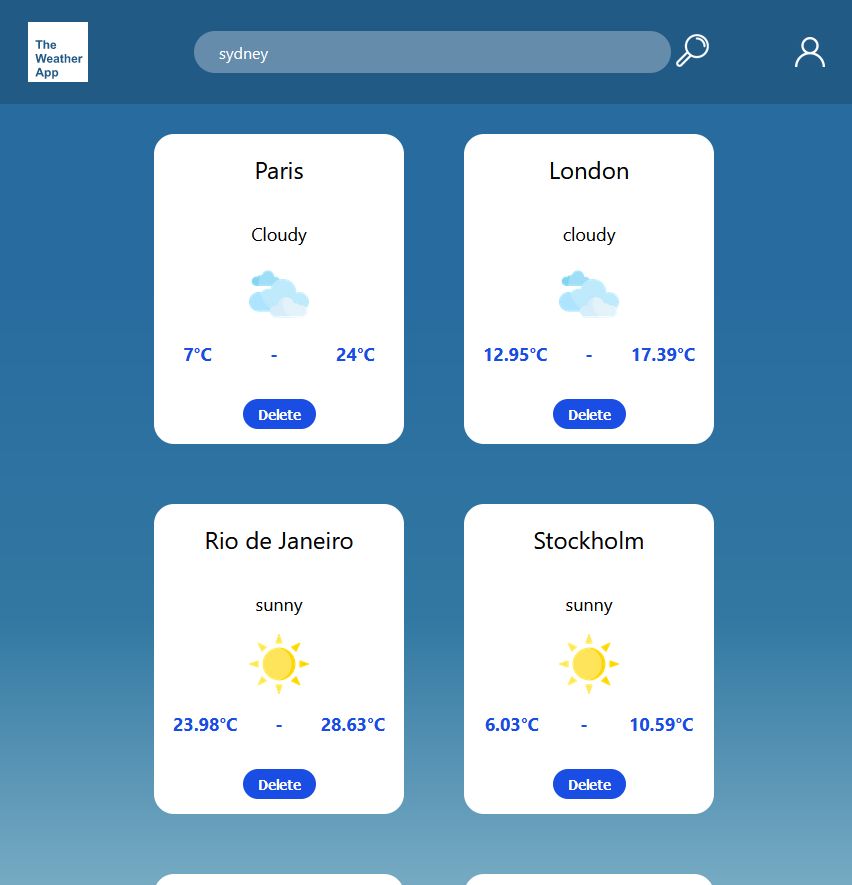 The
Weather
App
sydney
Paris
Cloudy
7°C - 24°C
Delete
London
cloudy
12.95°C - 17.39°C
Delete
Rio de Janeiro
sunny
23.98°C - 28.63°C
Delete
Stockholm
sunny
6.03°C - 10.59°C
Delete